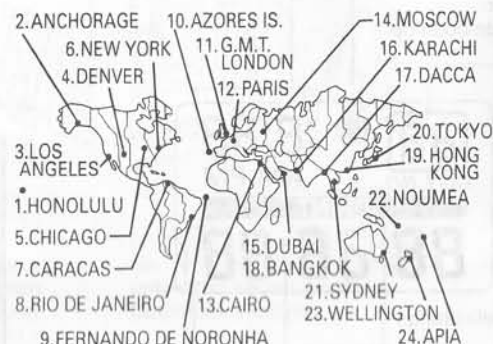 2.ANCHORAGE
6.NEW YORK
4.DENVER
3.LOS
ANGELES
1.HONOLULU
5.CHICAGO
7.CARACAS
8.RIO DE JANEIRO
9.FERNANDO DE NORONHA
10.AZORES IS.
11.G.M.T.
LONDON
12.PARIS
13.CAIRO
14.MOSCOW
16.KARACHI
17.DACCA
20.TOKYO
19.HONG
KONG
22.NOUMEA
15.DUBAI
18.BANGKOK
21.SYDNEY
23.WELLINGTON
24.APIA